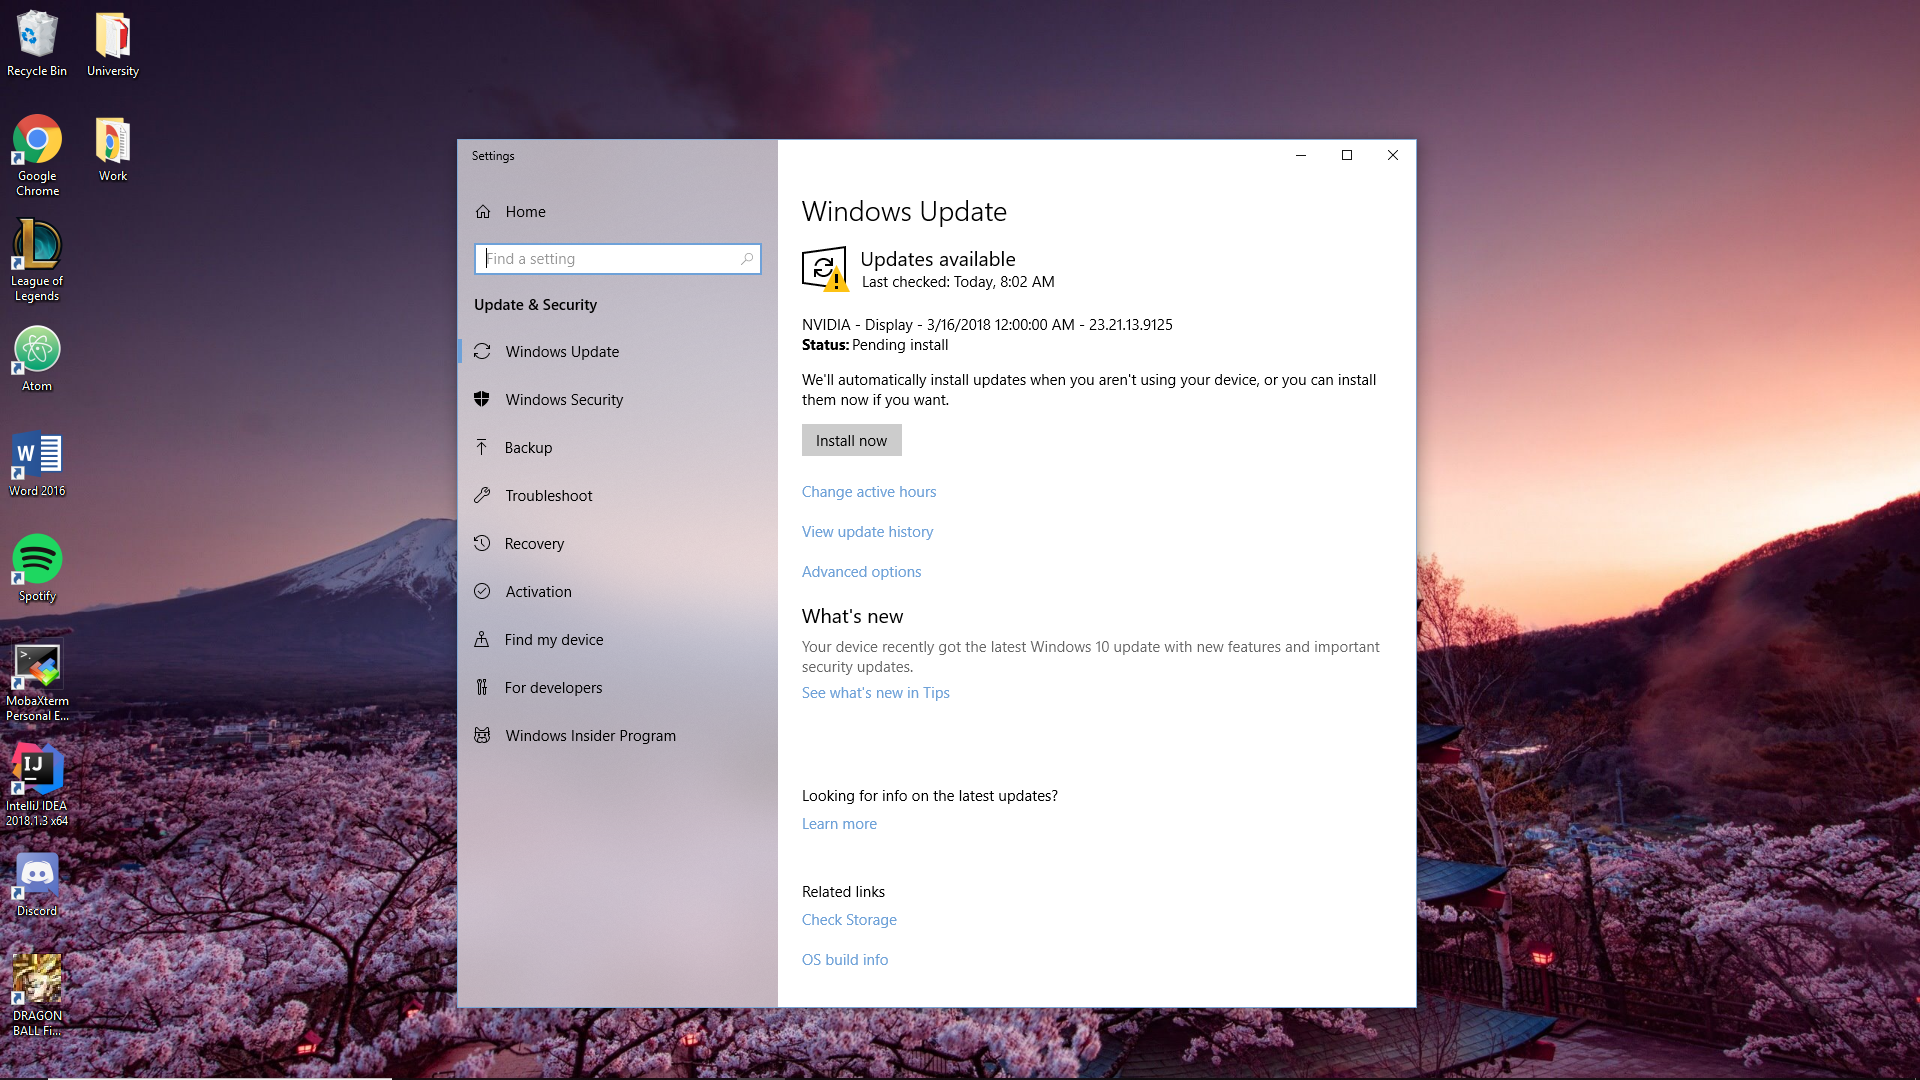 Recycle Bin
University
Google
Chrome
Work
League of
Legends
Atom
W
Word 2016
Spotify
>_
MobaXterm
Personal E...
IJ
IntelliJ IDEA
2018.1.3 x64
Discord
DRAGON
BALL Fi...
Settings
Home
Find a setting
Update & Security
Windows Update
Windows Security
Backup
Troubleshoot
Recovery
Activation
Find my device
For developers
Windows Insider Program
Windows Update
Updates available
Last checked: Today, 8:02 AM
NVIDIA - Display - 3/16/2018 12:00:00 AM - 23.21.13.9125
Status: Pending install
We'll automatically install updates when you aren't using your device, or you can install
them now if you want.
Install now
Change active hours
View update history
Advanced options
What's new
Your device recently got the latest Windows 10 update with new features and important
security updates.
See what's new in Tips
Looking for info on the latest updates?
Learn more
Related links
Check Storage
OS build info